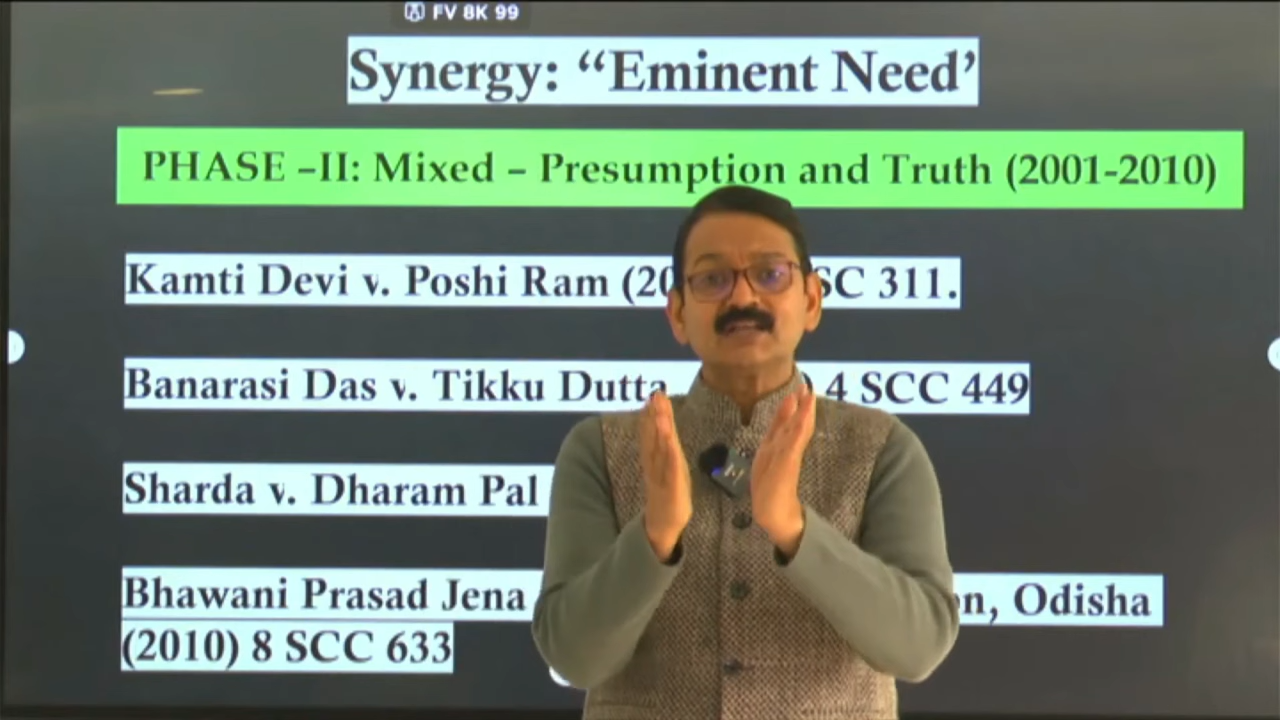 FV 8K 99
Synergy: “Eminent Need’
PHASE –II: Mixed – Presumption and Truth (2001-2010)
Kamti Devi v. Poshi Ram (20 SC 311.
Banarasi Das v. Tikku Dutta 4 SCC 449
Sharda v. Dharam Pal
Bhawani Prasad Jena n, Odisha
(2010) 8 SCC 633